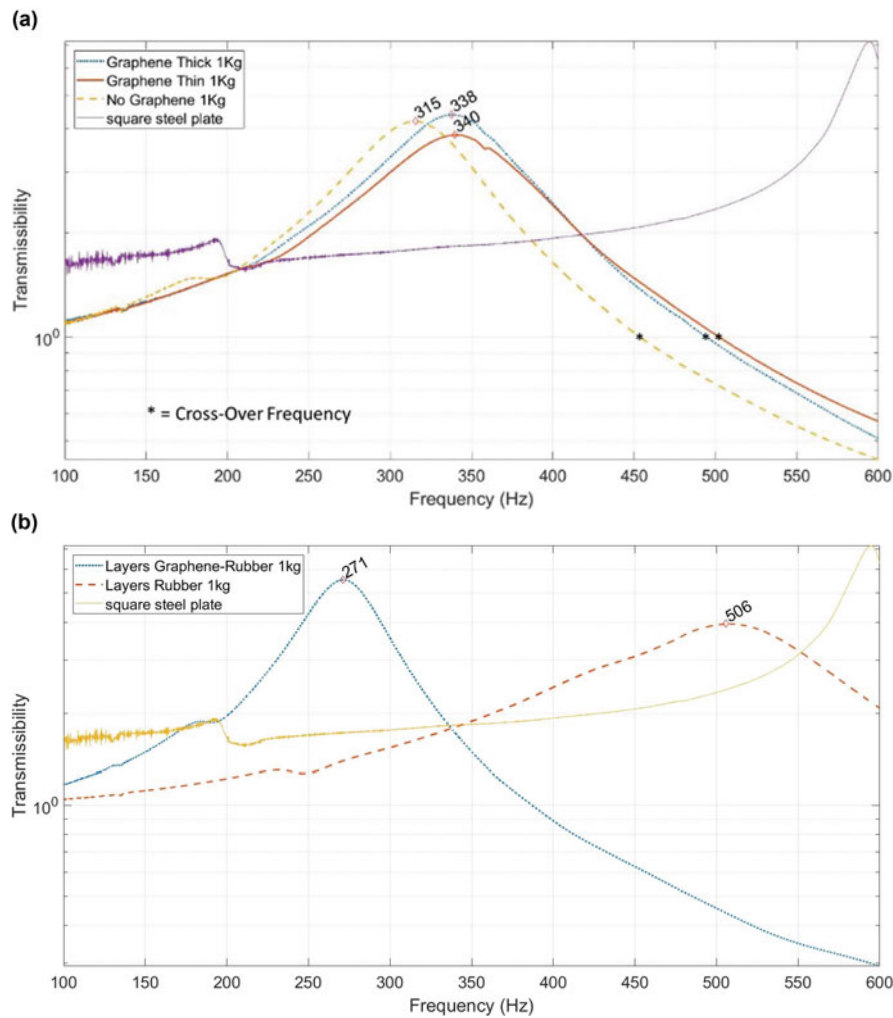 (a)
Graphene Thick 1Kg
Graphene Thin 1Kg
No Graphene 1Kg
square steel plate
315
338
340
Transmissibility
10⁰
* = Cross-Over Frequency
100 150 200 250 300 350 400 450 500 550 600
Frequency (Hz)
(b)
Layers Graphene-Rubber 1kg
Layers Rubber 1kg
square steel plate
271
506
Transmissibility
10⁰
100 150 200 250 300 350 400 450 500 550 600
Frequency (Hz)